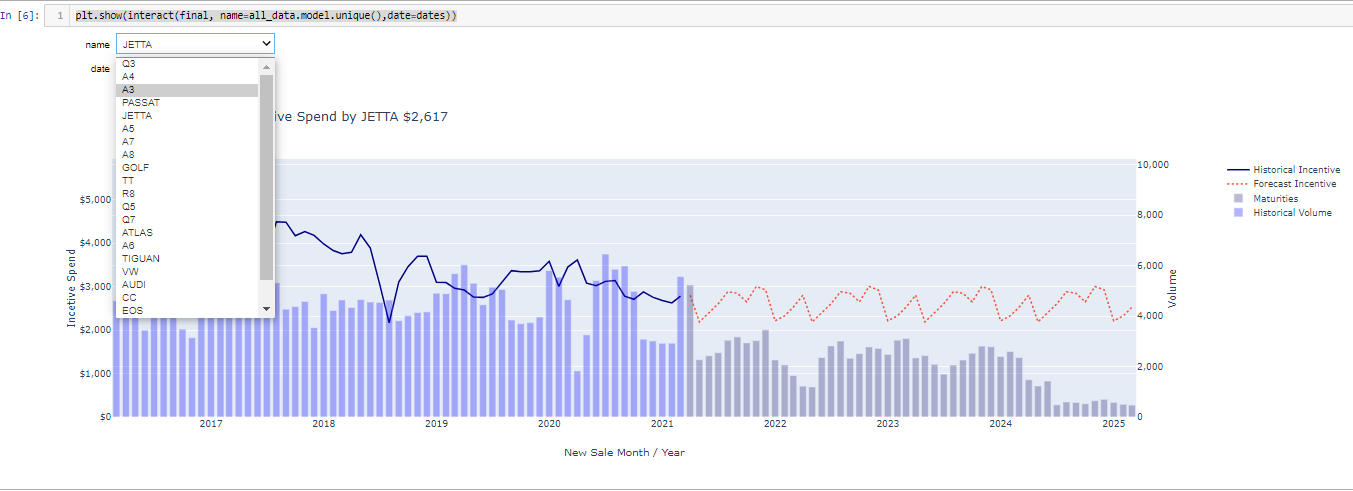 In [6]: 1 plt.show(interact(final, name=all_data.model.unique(),date=dates))
name JETTA
date
Q3
A4
A3
PASSAT
JETTA
A5
A7
A8
GOLF
TT
R8
Q5
Q7
ATLAS
A6
TIGUAN
VW
AUDI
CC
EOS
ive Spend by JETTA $2,617
Incetive Spend
$5,000
$4,000
$3,000
$2,000
$1,000
$0
10,000
8,000
6,000
4,000
2,000
0
Volume
Historical Incentive
Forecast Incentive
Maturities
Historical Volume
2017 2018 2019 2020 2021 2022 2023 2024 2025
New Sale Month / Year